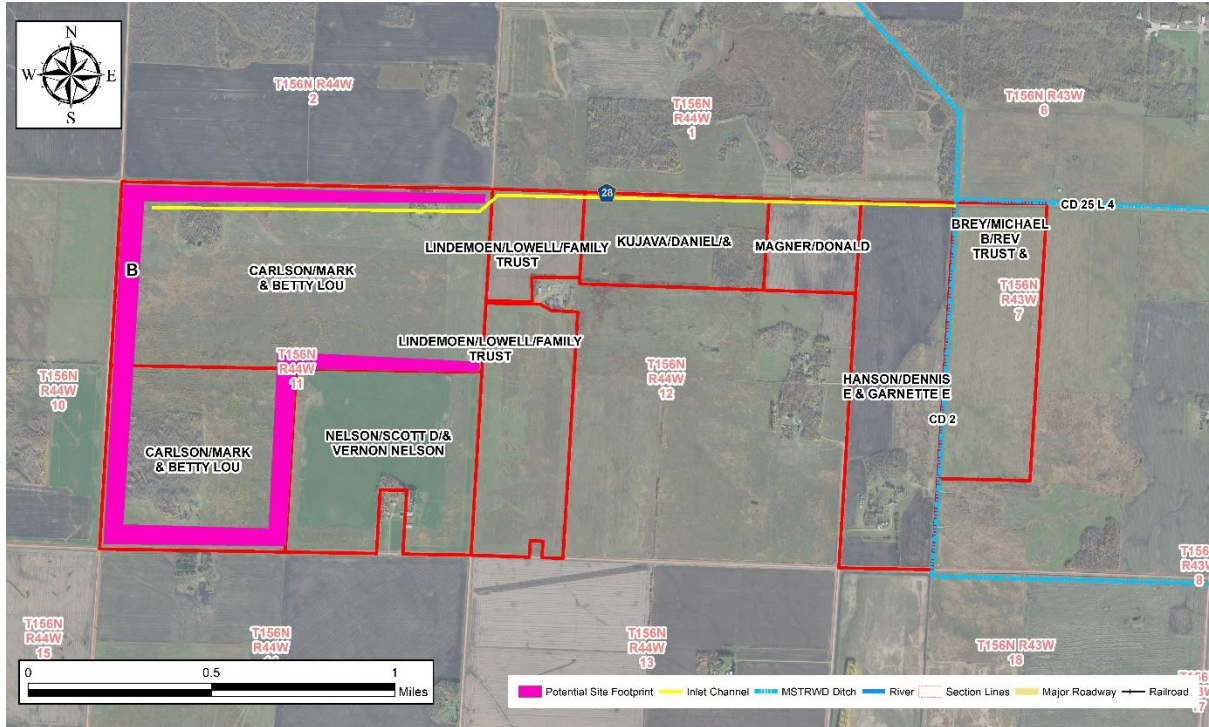 N
W E
S
T156N R44W
2
T156N
R44W
1
T156N R43W
6
28
CD 25 L 4
B
CARLSON/MARK
& BETTY LOU
LINDEMOEN/LOWELL/FAMILY
TRUST
KUJAVA/DANIEL/&
MAGNER/DONALD
BREY/MICHAEL
B/REV
TRUST &
T156N
R43W
7
LINDEMOEN/LOWELL/FAMILY
TRUST
T156N
R44W
10
T156N
R44W
11
T156N
R44W
12
HANSON/DENNIS
E & GARNETTE E
CD 2
CARLSON/MARK
& BETTY LOU
NELSON/SCOTT D/&
VERNON NELSON
T156N
R43W
8
T156N
R44W
15
T156N
R44W
T156N
R44W
13
T156N R43W
18
0 0.5 1
Miles
Potential Site Footprint Inlet Channel MSTRWD Ditch River Section Lines Major Roadway Railroad